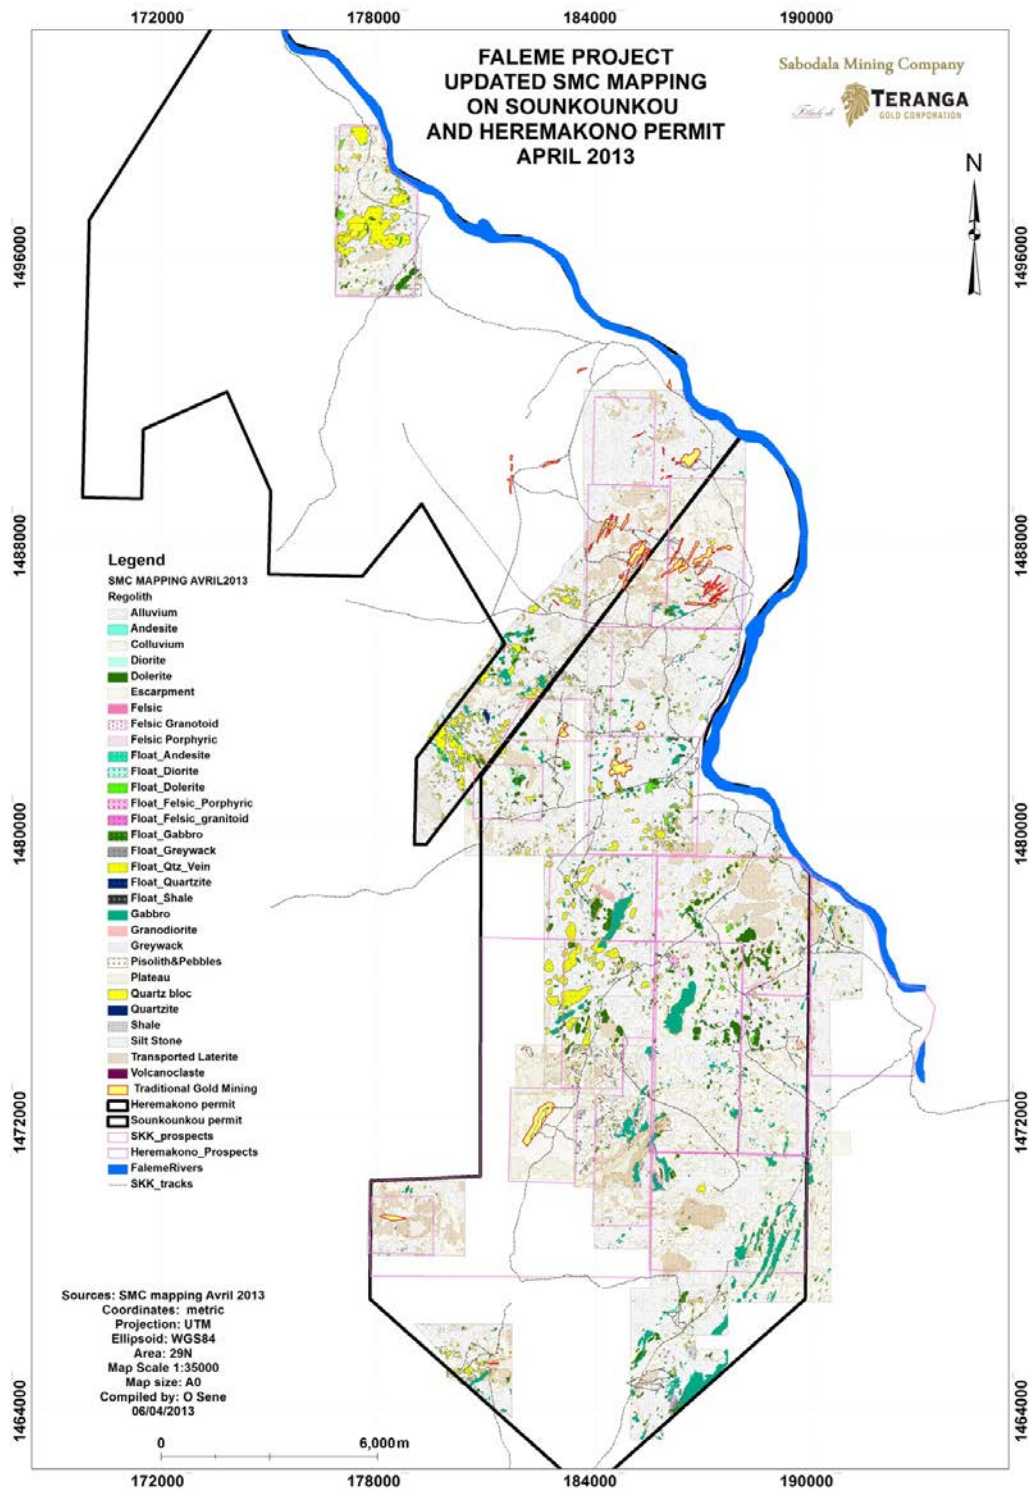 172000 178000 184000 190000
FALEME PROJECT
UPDATED SMC MAPPING
ON SOUNKOUNKOU
AND HEREMAKONO PERMIT
APRIL 2013
Sabodala Mining Company
TERANGA
GOLD CORPORATION
N
1496000 1496000
1488000 1488000
Legend
SMC MAPPING AVRIL2013
Regolith
Alluvium
Andesite
Colluvium
Diorite
Dolerite
Escarpment
Felsic
Felsic Granotoid
Felsic Porphyric
Float_Andesite
Float_Diorite
Float_Dolerite
Float_Felsic_Porphyric
Float_Felsic_granitoid
Float_Gabbro
Float_Greywack
Float_Qtz_Vein
Float_Quartzite
Float_Shale
Gabbro
Granodiorite
Greywack
Pisolith&Pebbles
Plateau
Quartz bloc
Quartzite
Shale
Silt Stone
Transported Laterite
Volcanoclaste
Traditional Gold Mining
Heremakono permit
Sounkounkou permit
SKK_prospects
Heremakono_Prospects
FalemeRivers
SKK_tracks
1480000 1480000
1472000 1472000
Sources: SMC mapping Avril 2013
Coordinates: metric
Projection: UTM
Ellipsoid: WGS84
Area: 29N
Map Scale 1:35000
Map size: A0
Compiled by: O Sene
06/04/2013
1464000 1464000
0 6,000m
172000 178000 184000 190000